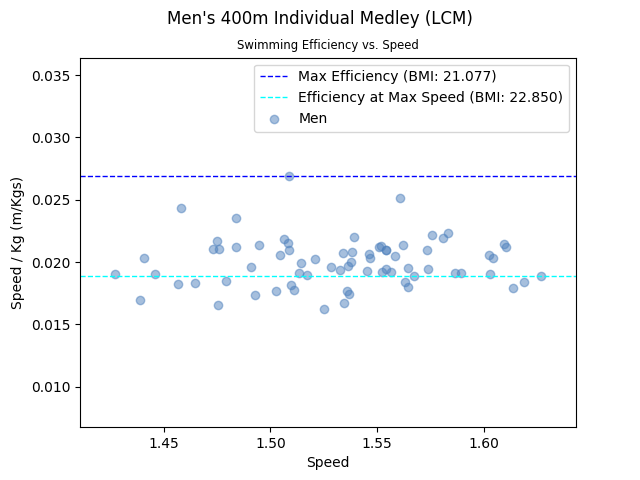 Men's 400m Individual Medley (LCM)
Swimming Efficiency vs. Speed
Max Efficiency (BMI: 21.077)
Efficiency at Max Speed (BMI: 22.850)
Men
Speed / Kg (m/Kgs)
0.035
0.030
0.025
0.020
0.015
0.010
1.45
1.50
1.55
1.60
Speed